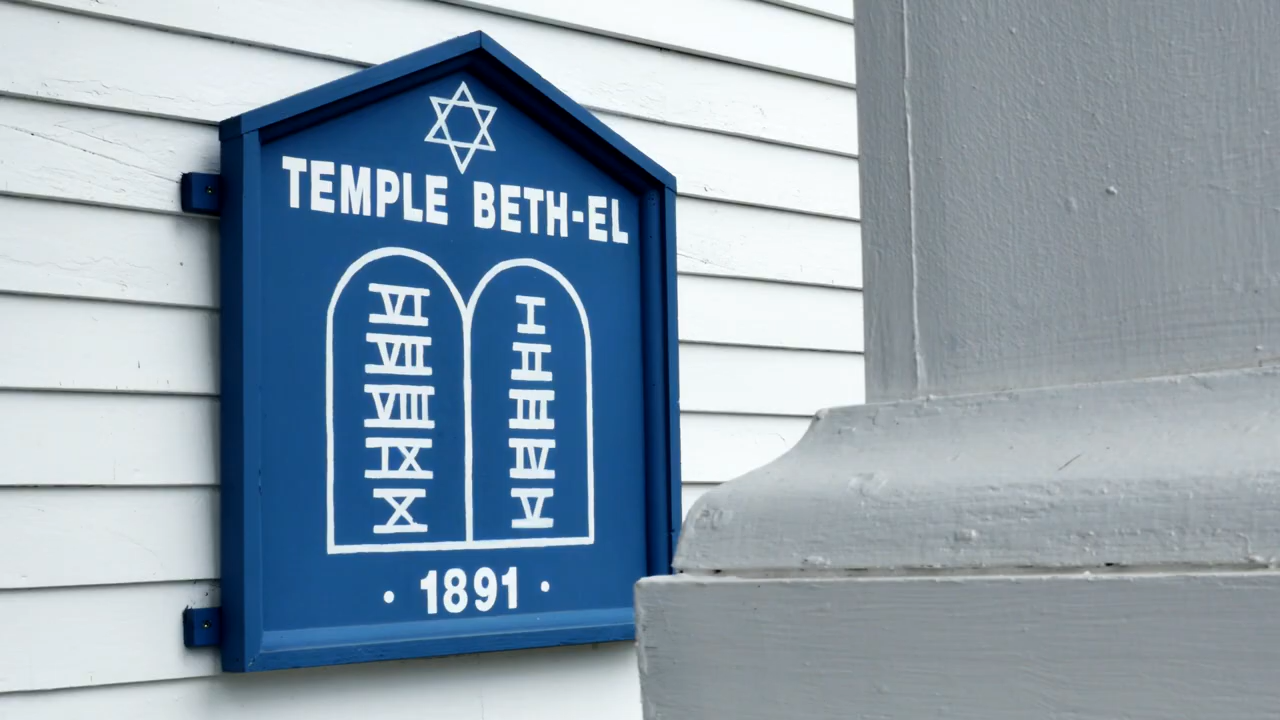 TEMPLE BETH-EL
VI I
VII II
VIII III
IX IV
X V
· 1891 ·